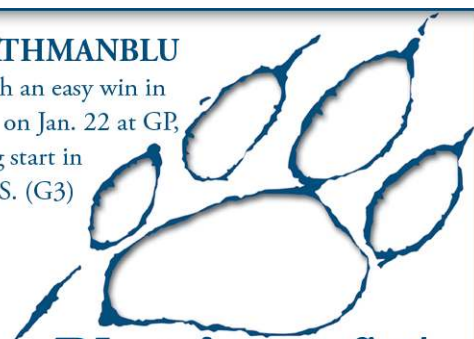 THMANBLU
h an easy win in
on Jan. 22 at GP,
g start in
S. (G3)